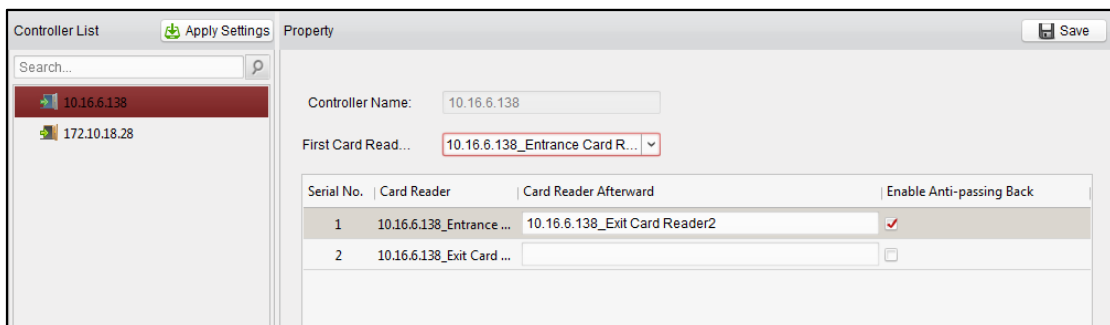 Controller List Apply Settings Property Save
Search...
10.16.6.138
172.10.18.28
Controller Name: 10.16.6.138
First Card Read... 10.16.6.138_Entrance Card R...
Serial No. Card Reader Card Reader Afterward Enable Anti-passing Back
1 10.16.6.138_Entrance ... 10.16.6.138_Exit Card Reader2
2 10.16.6.138_Exit Card ...